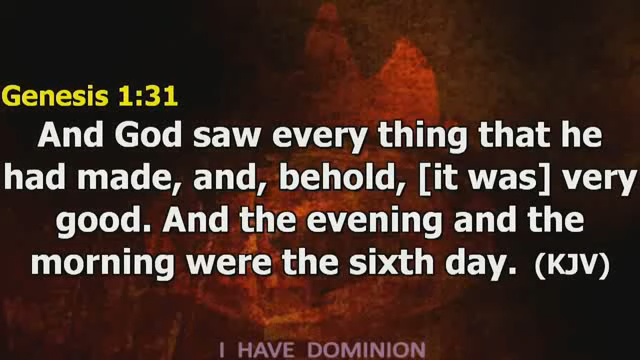 Genesis 1:31
And God saw every thing that he
had made, and, behold, [it was] very
good. And the evening and the
morning were the sixth day. (KJV)
I HAVE DOMINION